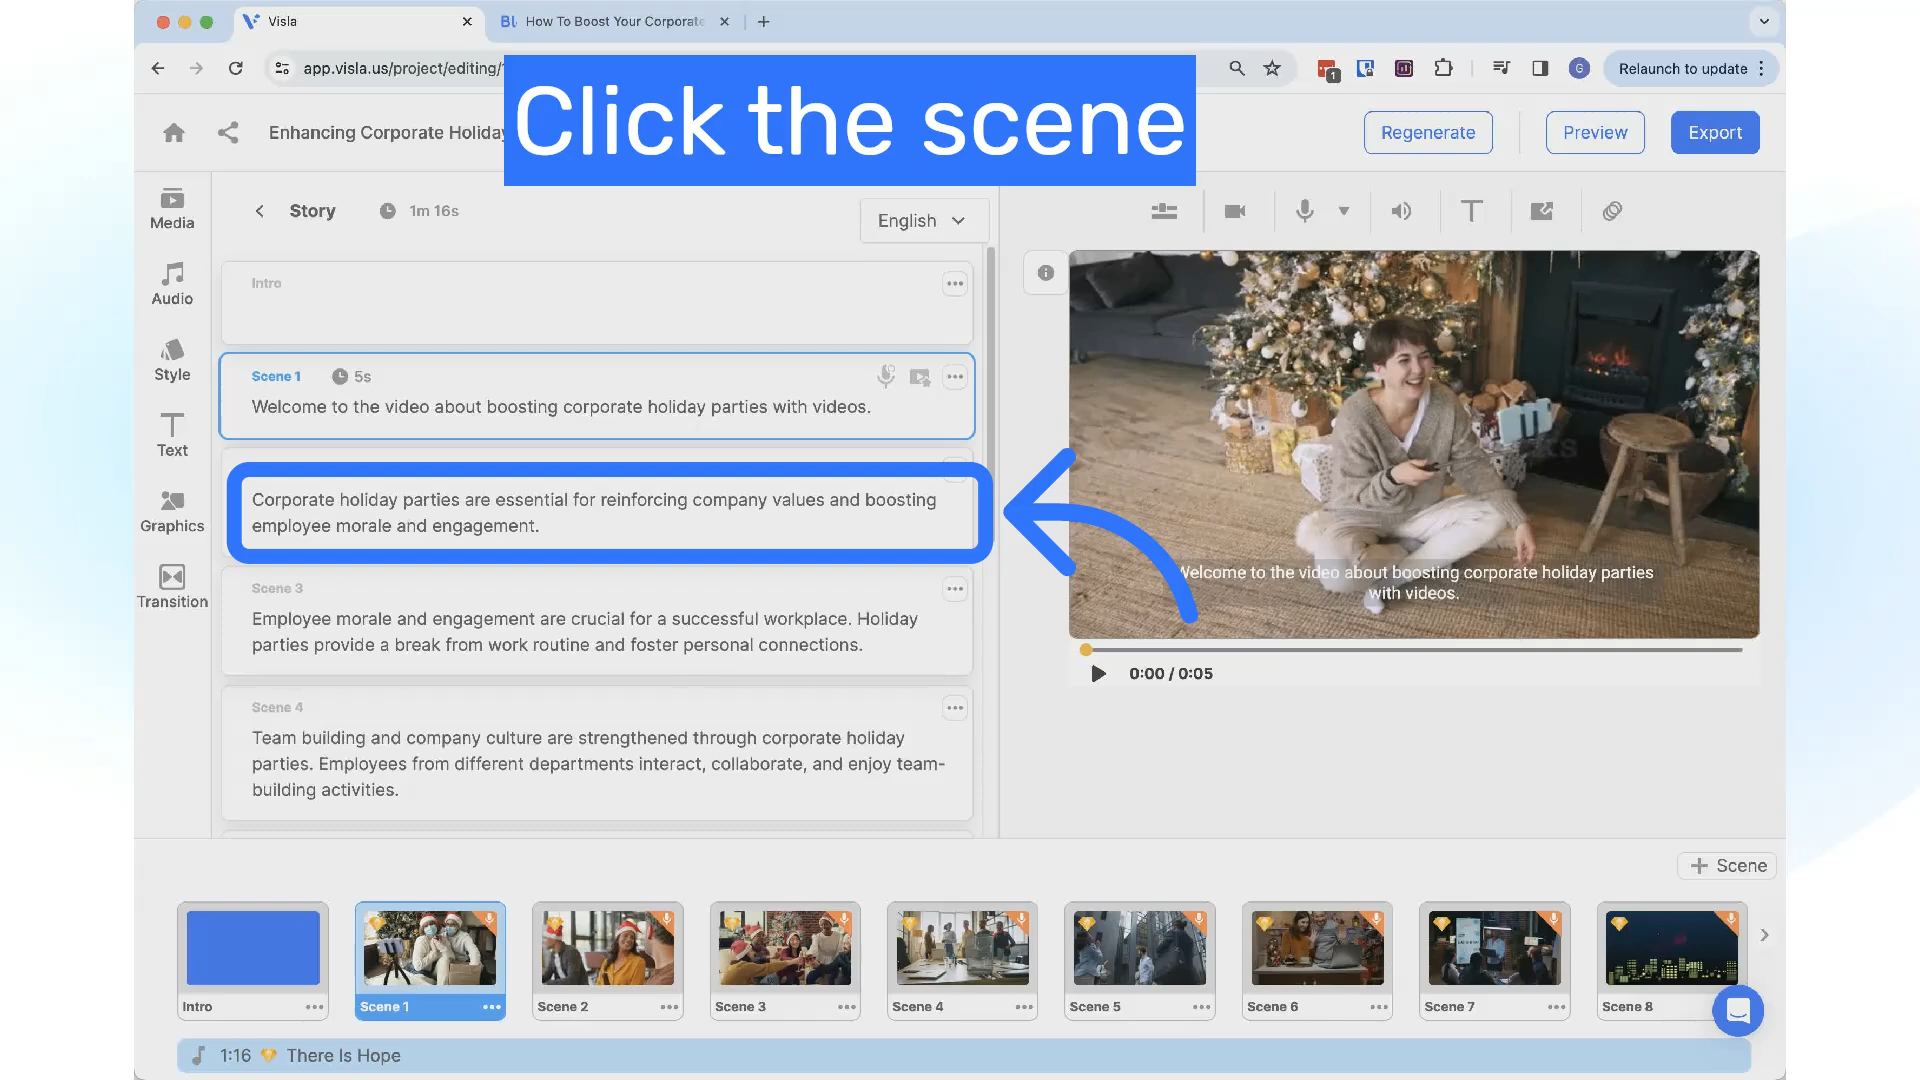 Visla
How To Boost Your Corporate
app.visla.us/project/editing/
1
G
Relaunch to update
Click the scene
Enhancing Corporate Holiday
Regenerate
Preview
Export
Media
Audio
Style
Text
Graphics
Transition
Story
1m 16s
English
Intro
Scene 1
5s
Welcome to the video about boosting corporate holiday parties with videos.
Corporate holiday parties are essential for reinforcing company values and boosting
employee morale and engagement.
Scene 3
Employee morale and engagement are crucial for a successful workplace. Holiday
parties provide a break from work routine and foster personal connections.
Scene 4
Team building and company culture are strengthened through corporate holiday
parties. Employees from different departments interact, collaborate, and enjoy team-
building activities.
Welcome to the video about boosting corporate holiday parties
with videos.
0:00 / 0:05
+ Scene
Intro
Scene 1
Scene 2
Scene 3
Scene 4
Scene 5
Scene 6
Scene 7
Scene 8
1:16
There Is Hope